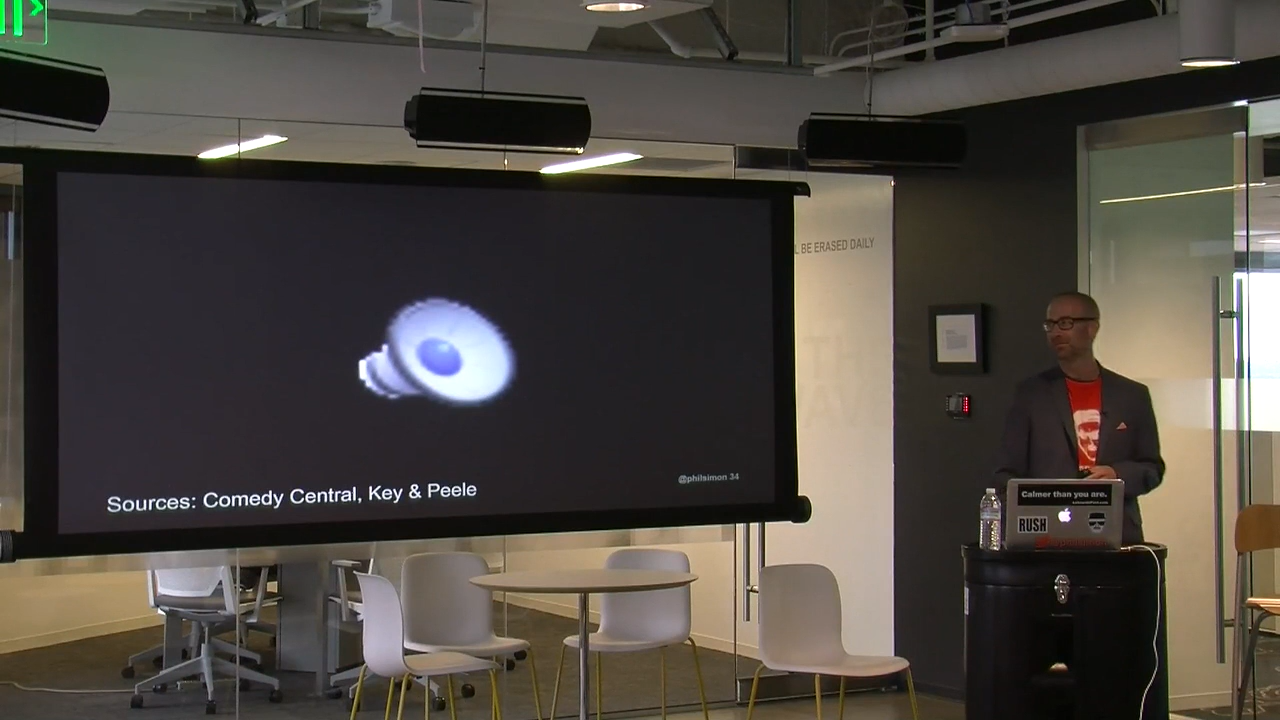 L BE ERASED DAILY
@philsimon 34
Sources: Comedy Central, Key & Peele
Calmer than you are.
RUSH